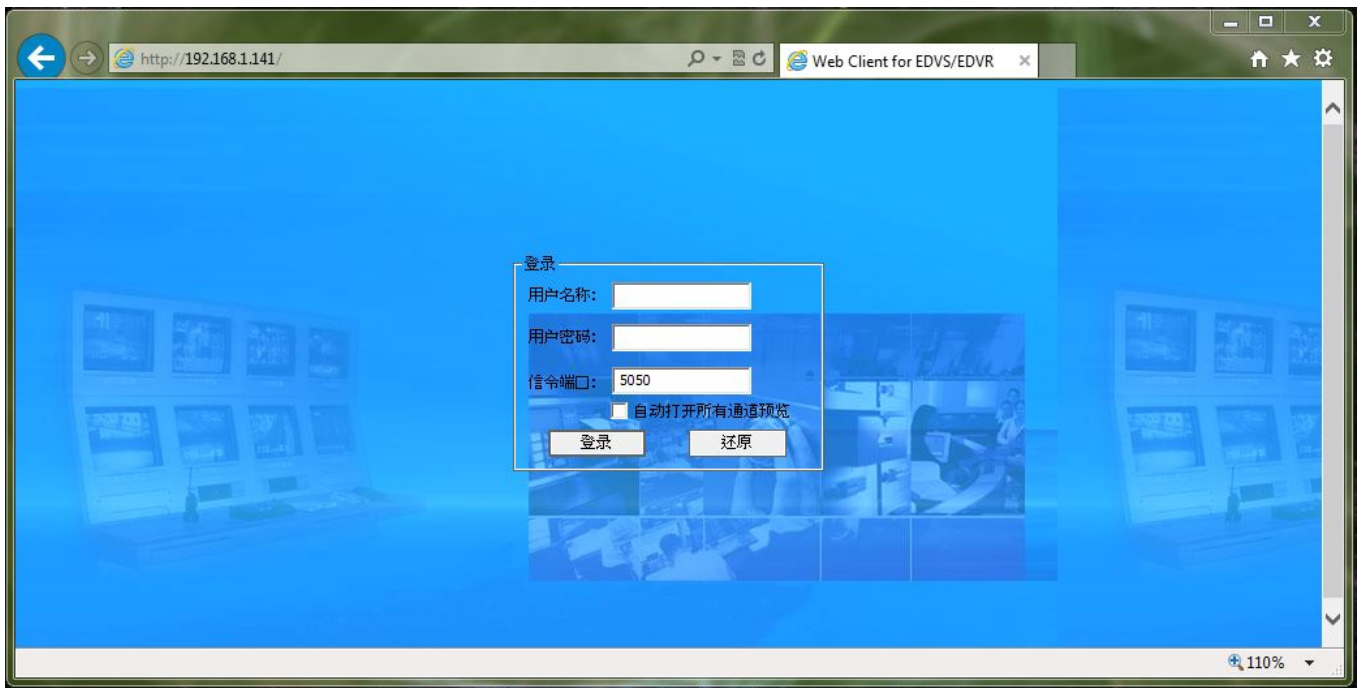 http://192.168.1.141/
Web Client for EDVS/EDVR
登录
用户名称:
用户密码:
信令端口: 5050
自动打开所有通道预览
登录 还原
110%